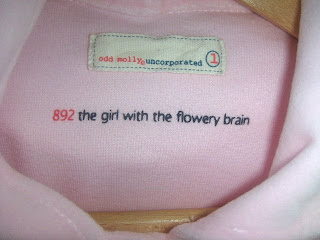 odd molly® uncorporated 1
892 the girl with the flowery brain